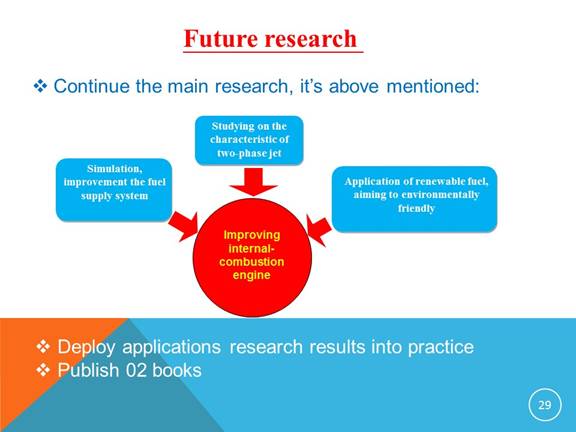 Future research
❖ Continue the main research, it's above mentioned:
Studying on the
characteristic of
two-phase jet
Simulation,
improvement the fuel
supply system
Application of renewable fuel,
aiming to environmentally
friendly
Improving
internal-
combustion
engine
❖ Deploy applications research results into practice
❖ Publish 02 books
29